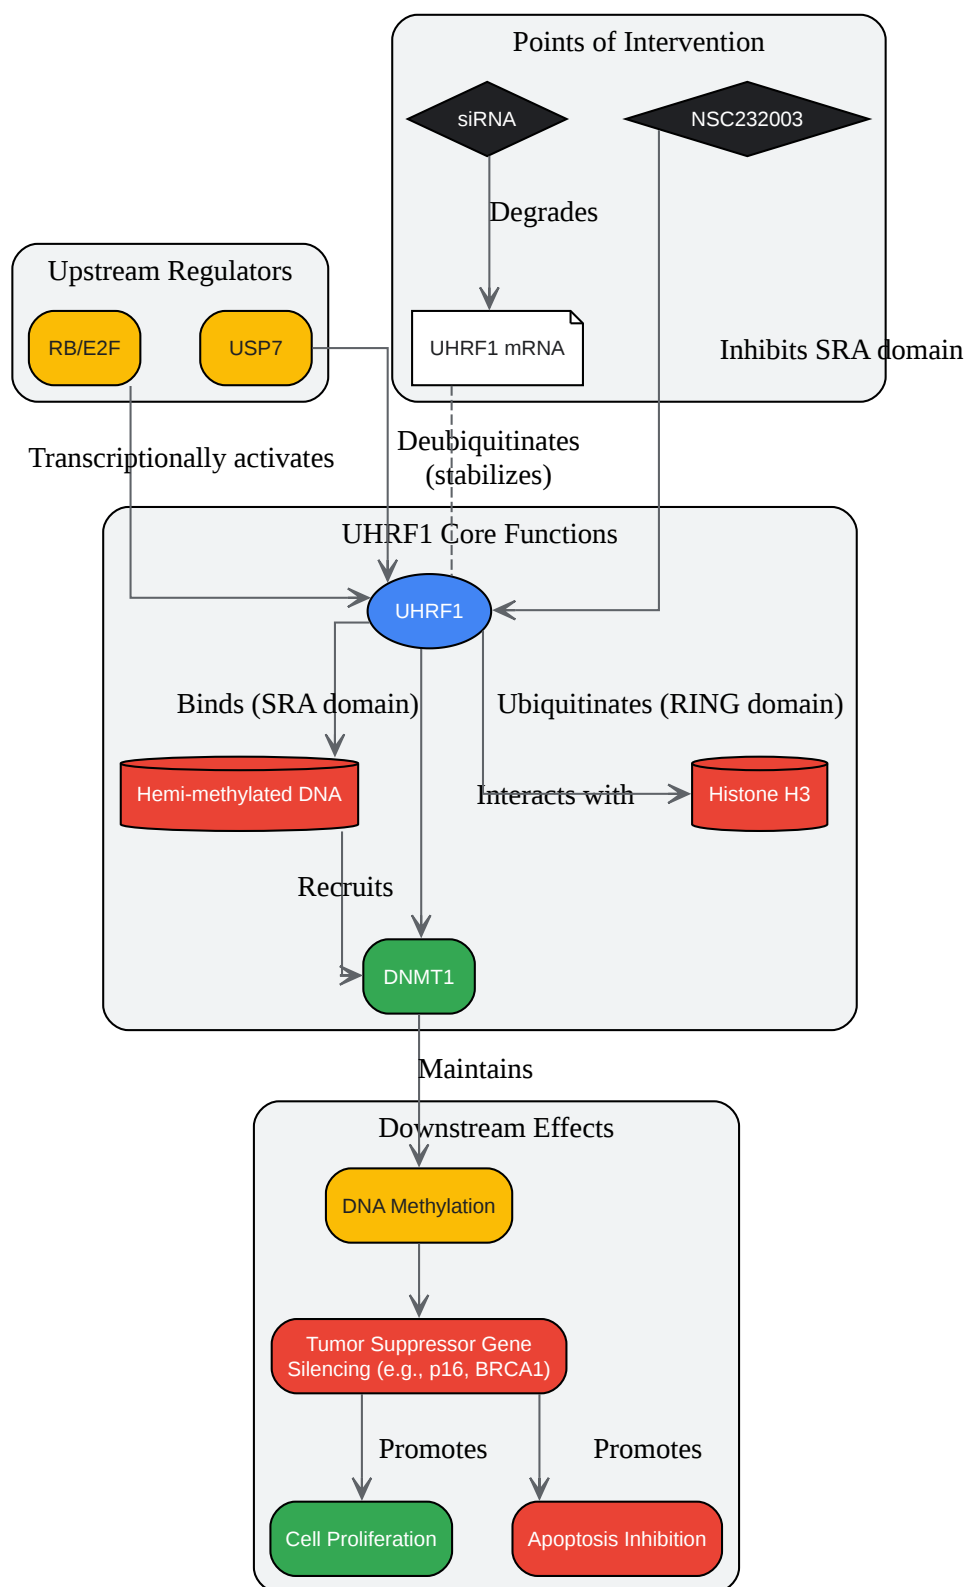 Points of Intervention
siRNA
NSC232003
Degrades
Upstream Regulators
RB/E2F
USP7
UHRF1 mRNA
Inhibits SRA domain
Transcriptionally activates
Deubiquitinates
(stabilizes)
UHRF1 Core Functions
UHRF1
Binds (SRA domain)
Ubiquitinates (RING domain)
Hemi-methylated DNA
Interacts with
Histone H3
Recruits
DNMT1
Maintains
Downstream Effects
DNA Methylation
Tumor Suppressor Gene
Silencing (e.g., p16, BRCA1)
Promotes
Promotes
Cell Proliferation
Apoptosis Inhibition